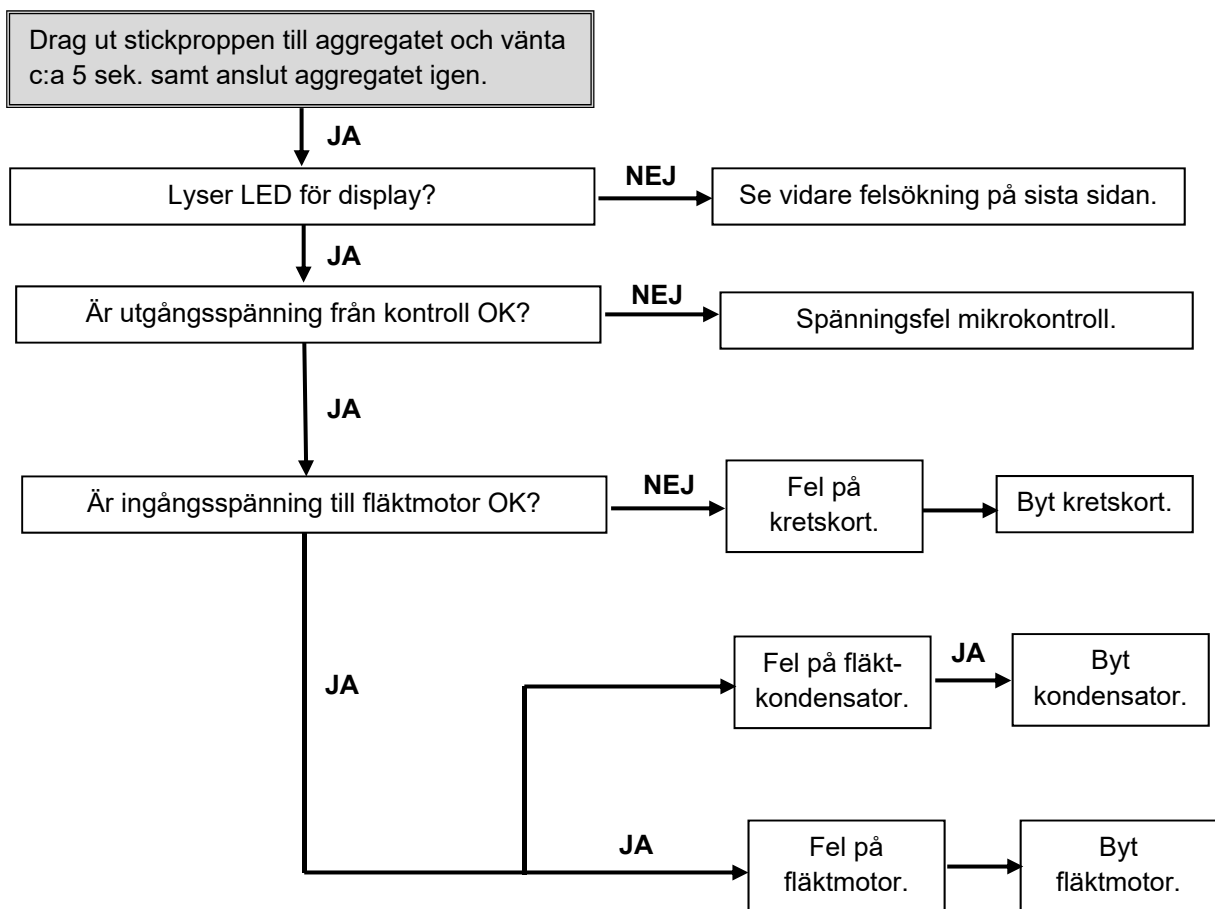 Drag ut stickproppen till aggregatet och vänta
c:a 5 sek. samt anslut aggregatet igen.
JA
Lyser LED för display?
NEJ
Se vidare felsökning på sista sidan.
JA
Är utgångsspänning från kontroll OK?
NEJ
Spänningsfel mikrokontroll.
JA
Är ingångsspänning till fläktmotor OK?
NEJ
Fel på
kretskort.
Byt kretskort.
JA
Fel på fläkt-
kondensator.
JA
Byt
kondensator.
JA
Fel på
fläktmotor.
Byt
fläktmotor.